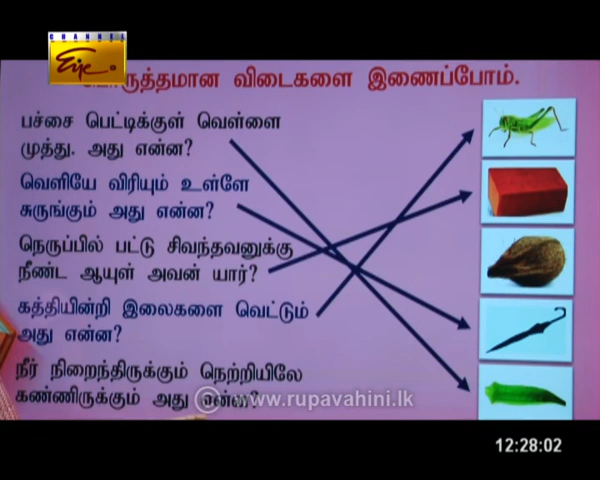 CHANNEL
Eye
பொருத்தமான விடைகளை இணைப்போம்.
பச்சை பெட்டிக்குள் வெள்ளை
முத்து. அது என்ன?
வெளியே விரியும் உள்ளே
சுருங்கும் அது என்ன?
நெருப்பில் பட்டு சிவந்தவனுக்கு
நீண்ட ஆயுள் அவன் யார்?
கத்தியின்றி இலைகளை வெட்டும்
அது என்ன?
நீர் நிறைந்திருக்கும் நெற்றியிலே
கண்ணிருக்கும் அது என்ன?
© www.rupavahini.lk
12:28:02